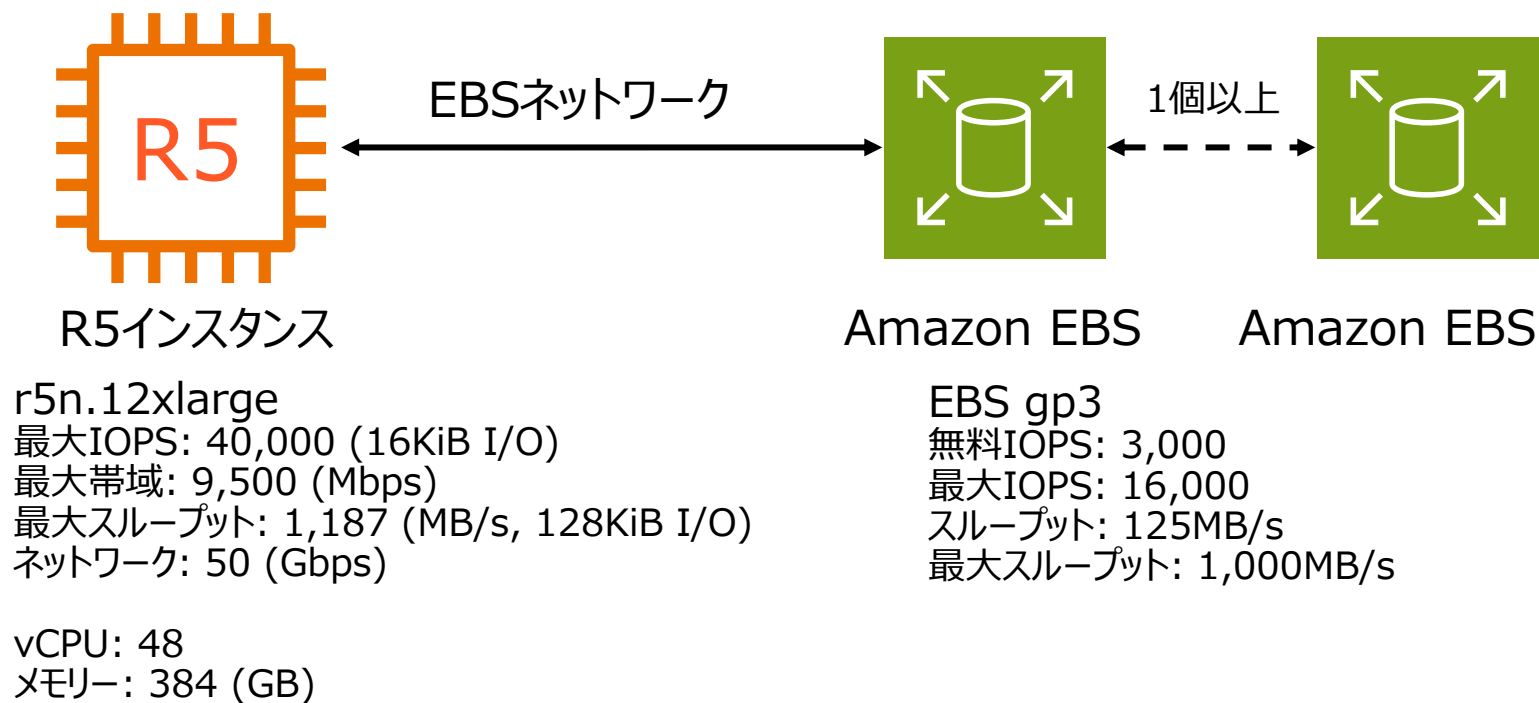 R5
EBSネットワーク
1個以上
R5インスタンス
Amazon EBS
Amazon EBS
r5n.12xlarge
最大IOPS: 40,000 (16KiB I/O)
最大帯域: 9,500 (Mbps)
最大スループット: 1,187 (MB/s, 128KiB I/O)
ネットワーク: 50 (Gbps)
vCPU: 48
メモリー: 384 (GB)
EBS gp3
無料IOPS: 3,000
最大IOPS: 16,000
スループット: 125MB/s
最大スループット: 1,000MB/s